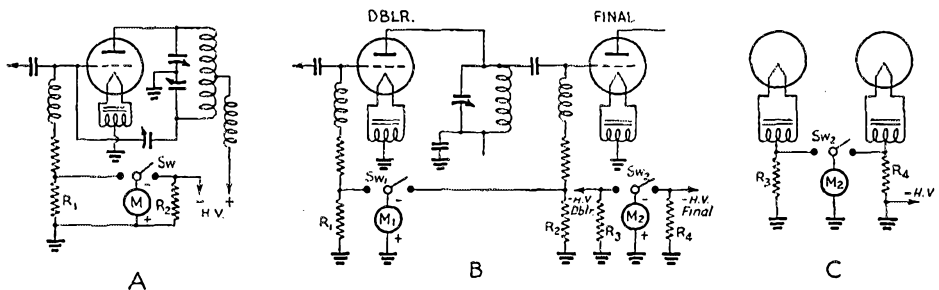 Sw
M
-
+
R1
R2
- H.V. +
A
DBLR.
FINAL
Sw1
- M1 +
R1
-H.V. Dblr.
R2
R3
Sw2
- M2 +
-H.V. Final
R4
B
Sw2
M2
R3
R4
-H.V
C